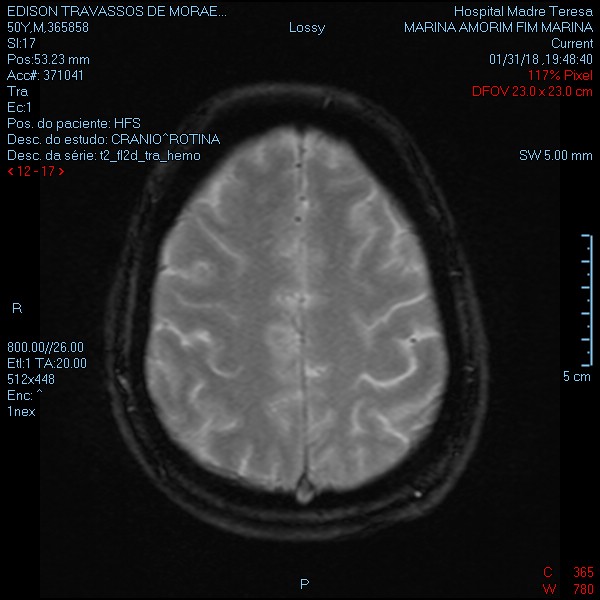 EDISON TRAVASSOS DE MORAE...
50Y,M,365858
Sl:17
Pos:53.23 mm
Acc#: 371041
Tra
Ec:1
Pos. do paciente: HFS
Desc. do estudo: CRANIO^ROTINA
Desc. da série: t2_fl2d_tra_hemo
< 12 - 17 >
Lossy
Hospital Madre Teresa
MARINA AMORIM FIM MARINA
Current
01/31/18 ,19:48:40
117% Pixel
DFOV 23.0 x 23.0 cm
SW 5.00 mm
R
800.00//26.00
Etl:1 TA:20.00
512x448
Enc: ^
1nex
5 cm
P
C 365
W 780